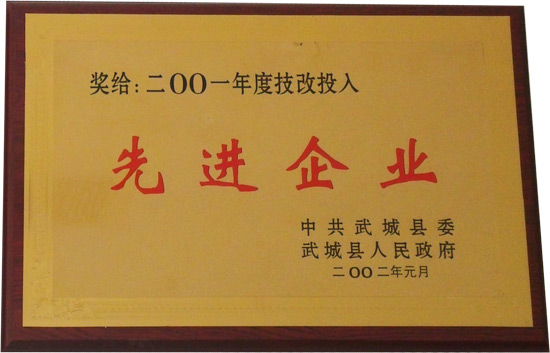 奖给：二OO一年度技改投入
先进企业
中共武城县委
武城县人民政府
二OO二年元月